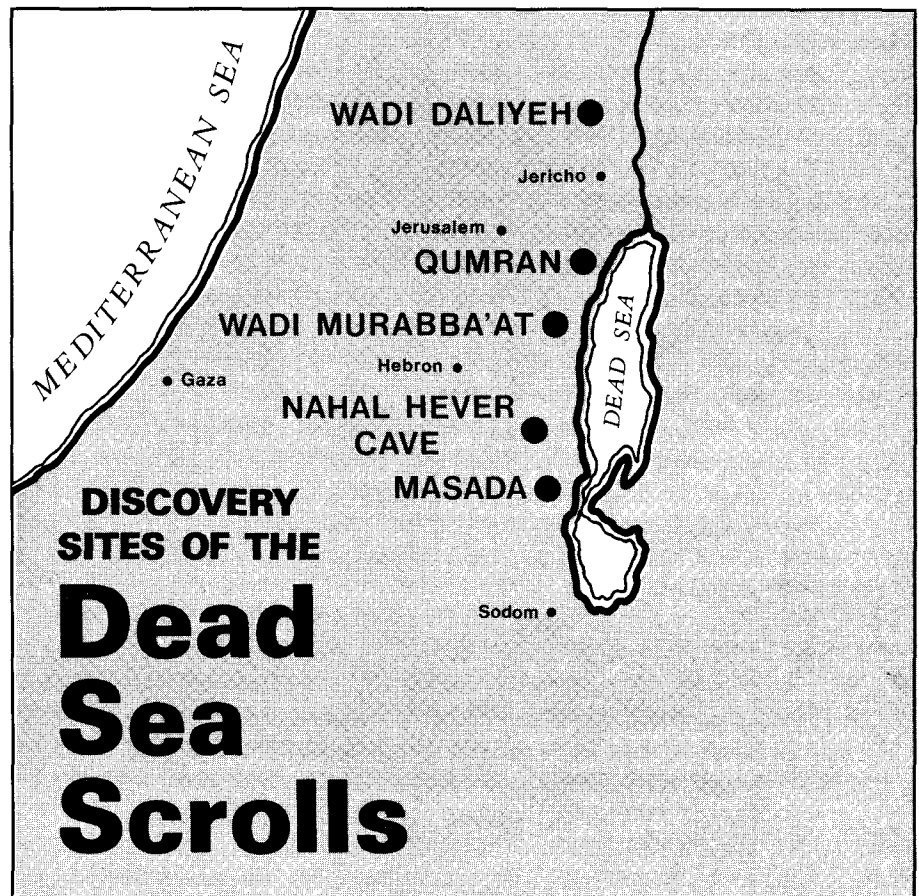 MEDITERRANEAN SEA
WADI DALIYEH
Jericho
Jerusalem
QUMRAN
DEAD SEA
WADI MURABBA'AT
Hebron
Gaza
NAHAL HEVER
CAVE
MASADA
DISCOVERY
SITES OF THE
Dead
Sea
Scrolls
Sodom